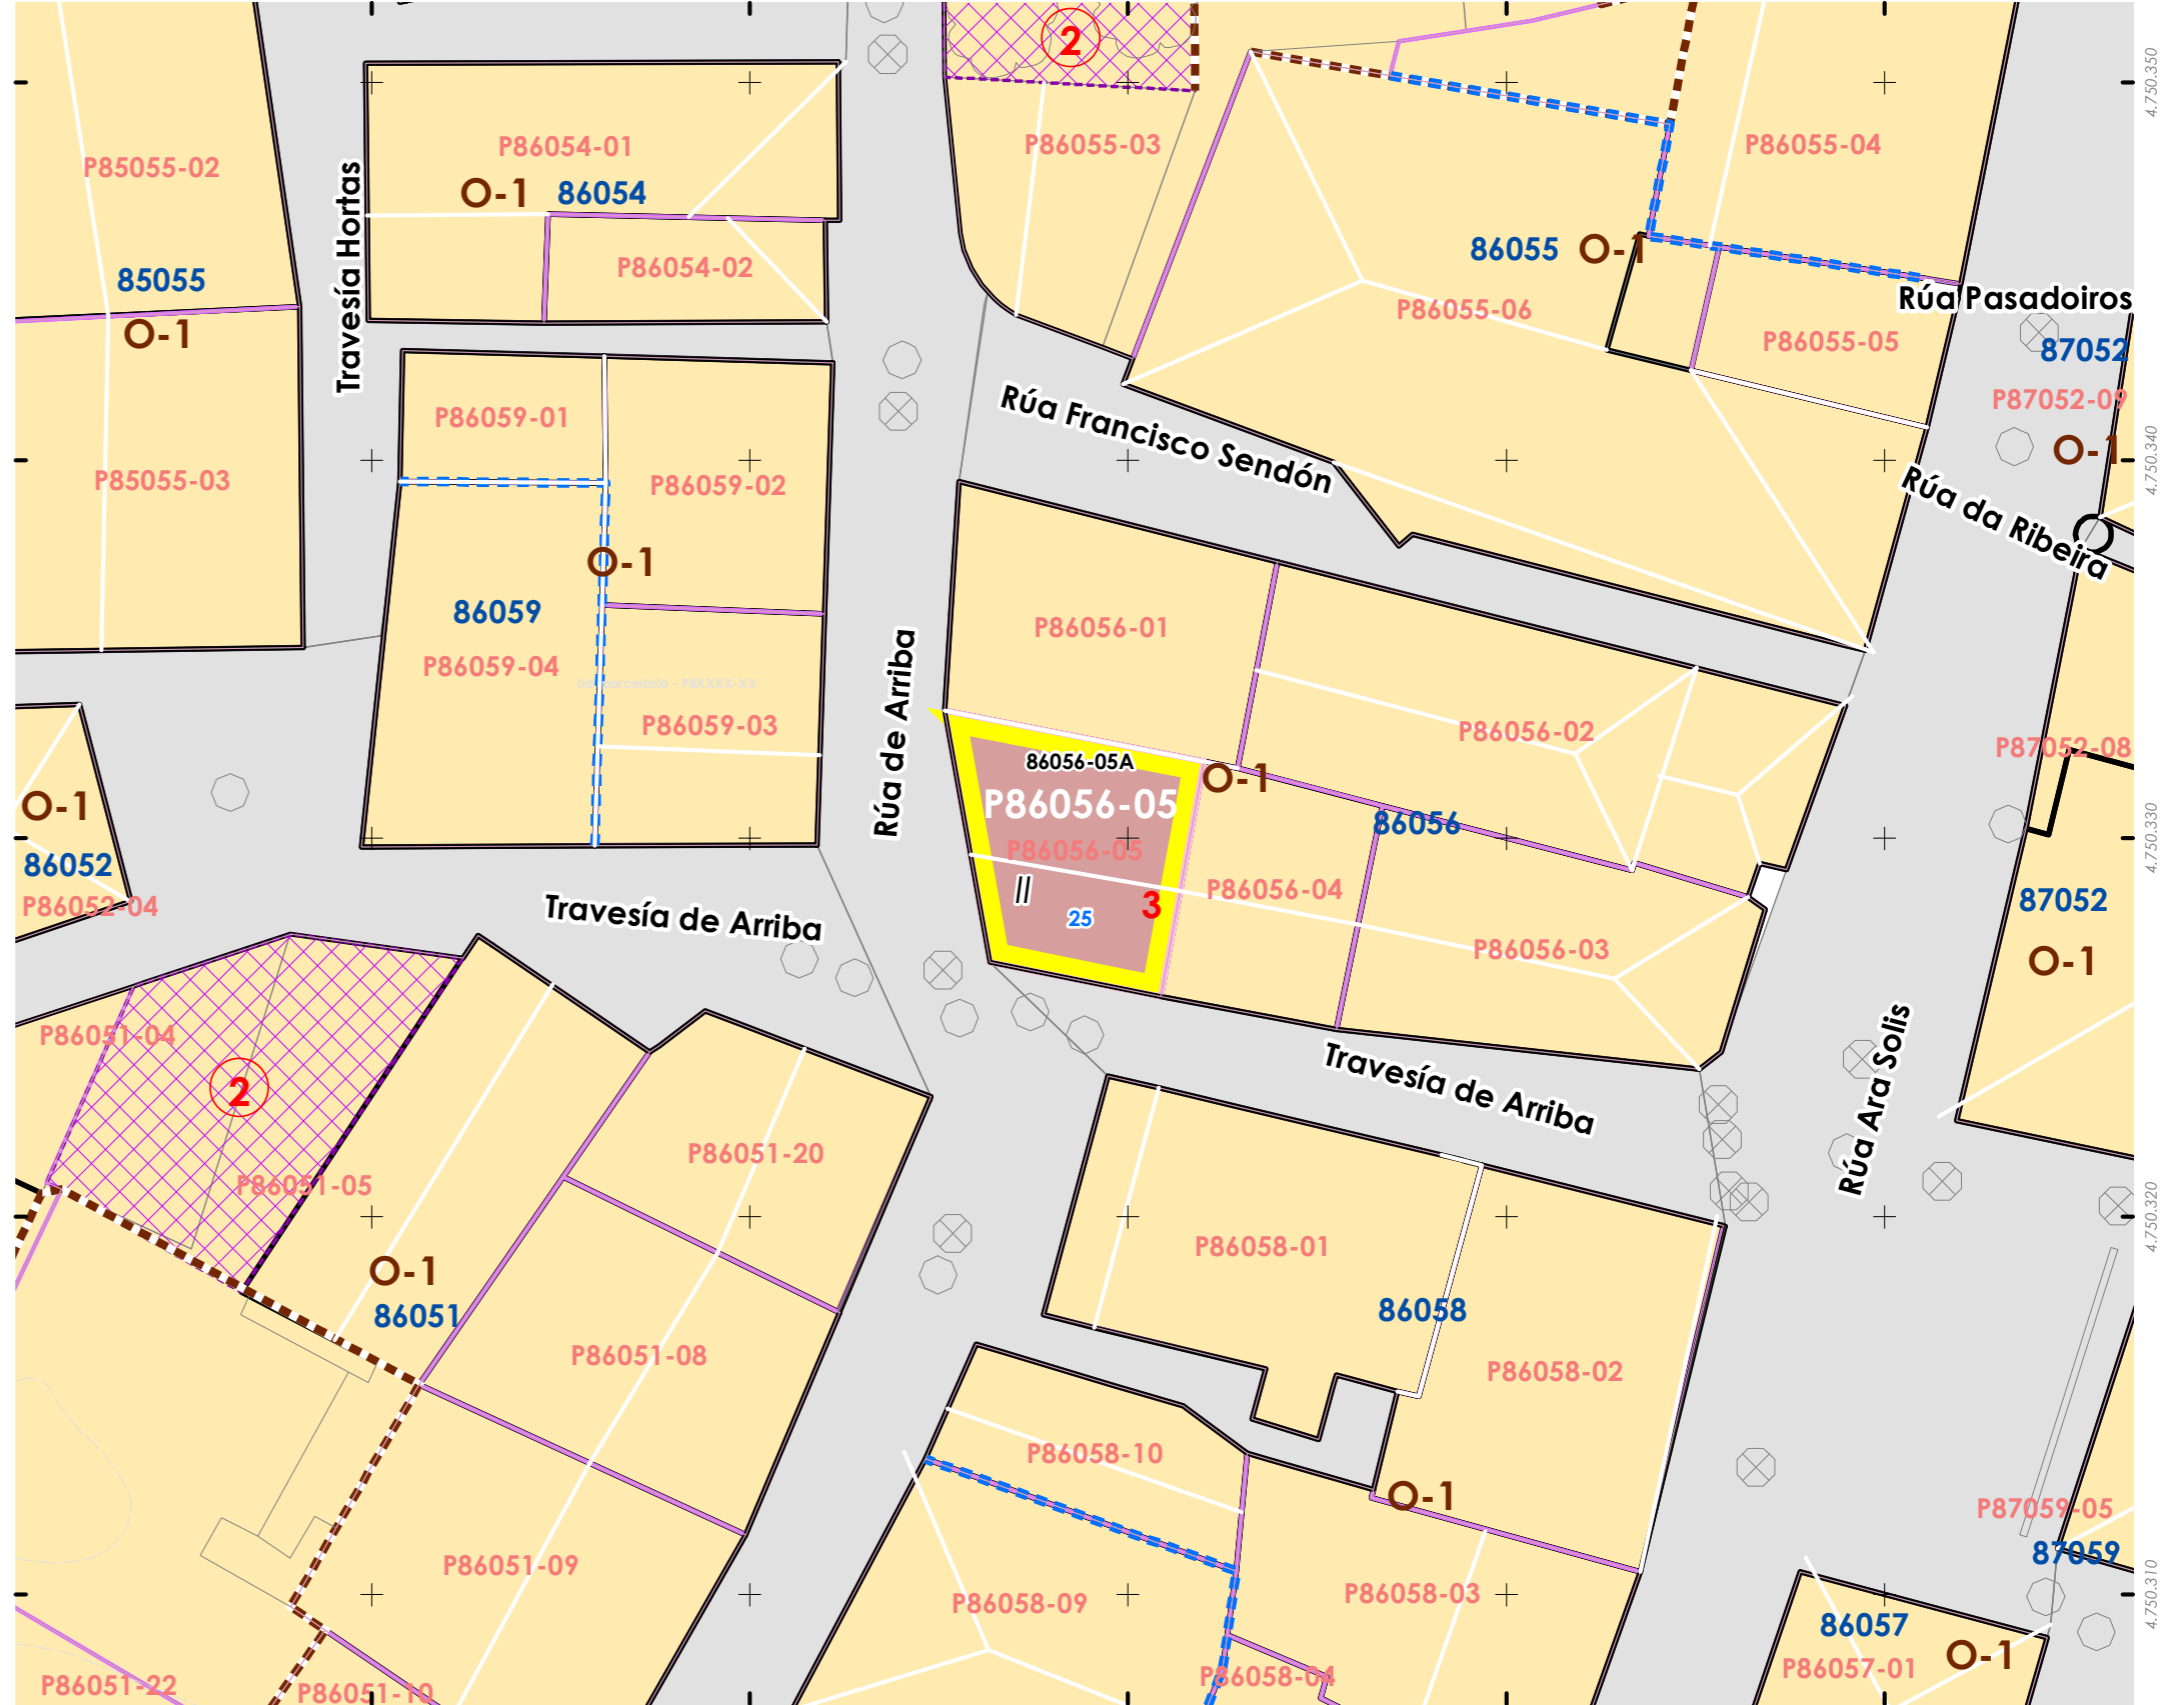 2
4.750.350
P86054-01
P86055-03
P86055-04
P85055-02
O-1
86054
Travesía Hortas
86055
O-1
P86054-02
85055
Rúa Pasadoiros
P86055-06
O-1
P86055-05
87052
P87052-09
Rúa Francisco Sendón
P86059-01
O-1
4.750.340
P85055-03
P86059-02
Rúa da Ribeira
O-1
86059
P86056-01
P86059-04
Ud. parcelaria - P8XXXX-XX
P86059-03
Rúa de Arriba
P86056-02
P87052-08
86056-05A
O-1
P86056-05
O-1
86056
4.750.330
P86056-05
86052
P86052-04
II
25
3
P86056-04
87052
Travesía de Arriba
P86056-03
O-1
P86051-04
2
Travesía de Arriba
Rúa Ara Solis
P86051-20
P86051-05
4.750.320
P86058-01
O-1
86051
86058
P86051-08
P86058-02
P86058-10
O-1
P87059-05
87059
P86051-09
P86058-09
P86058-03
4.750.310
86057
O-1
P86057-01
P86058-04
P86051-22
P86051-10